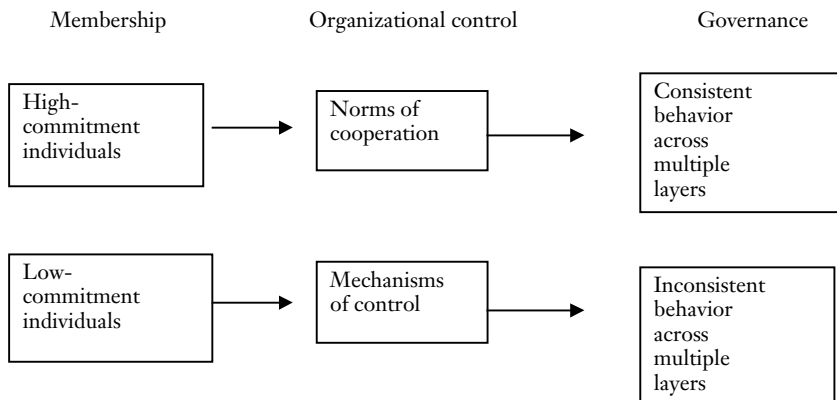 Membership
Organizational control
Governance
High-
commitment
individuals
Norms of
cooperation
Consistent
behavior
across
multiple
layers
Low-
commitment
individuals
Mechanisms
of control
Inconsistent
behavior
across
multiple
layers